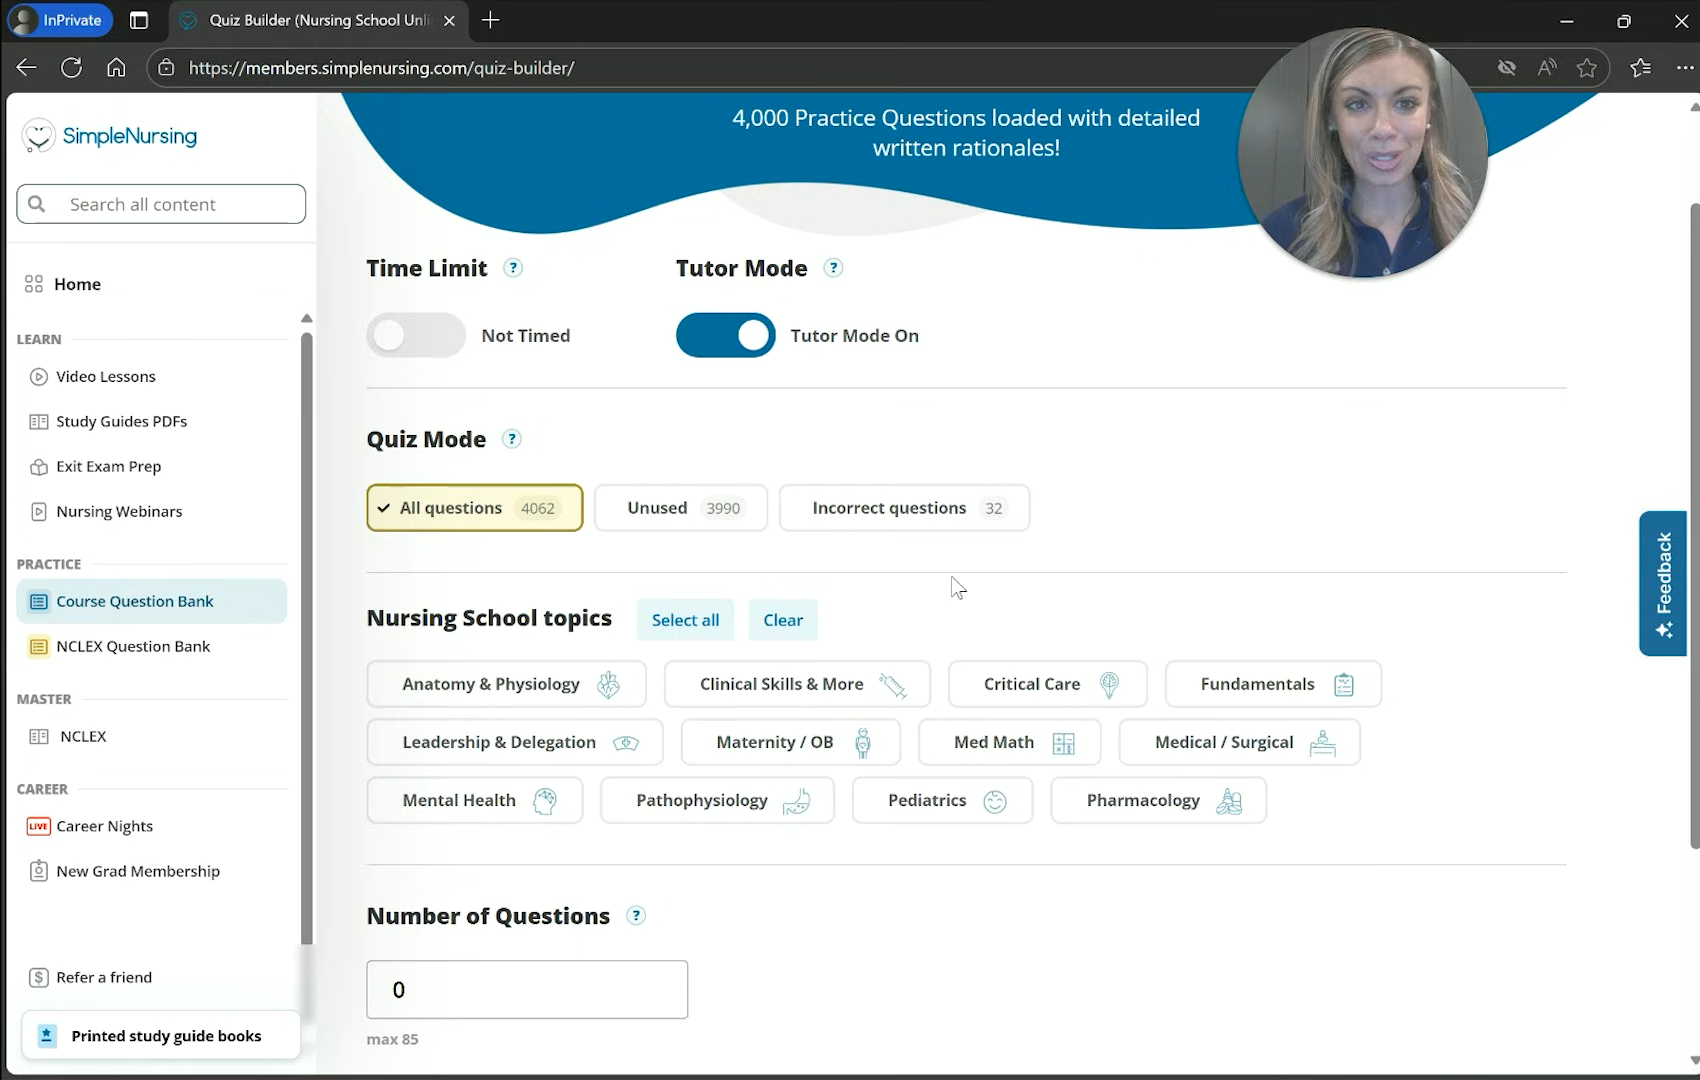 InPrivate
Quiz Builder (Nursing School Unli
https://members.simplenursing.com/quiz-builder/
SimpleNursing
Search all content
Home
LEARN
Video Lessons
Study Guides PDFs
Exit Exam Prep
Nursing Webinars
PRACTICE
Course Question Bank
NCLEX Question Bank
MASTER
NCLEX
CAREER
LIVE Career Nights
New Grad Membership
Refer a friend
Printed study guide books
4,000 Practice Questions loaded with detailed
written rationales!
Time Limit ?
Tutor Mode ?
Not Timed
Tutor Mode On
Quiz Mode ?
All questions 4062
Unused 3990
Incorrect questions 32
Nursing School topics
Select all
Clear
Anatomy & Physiology
Clinical Skills & More
Critical Care
Fundamentals
Leadership & Delegation
Maternity / OB
Med Math
Medical / Surgical
Mental Health
Pathophysiology
Pediatrics
Pharmacology
Number of Questions ?
0
max 85
Feedback